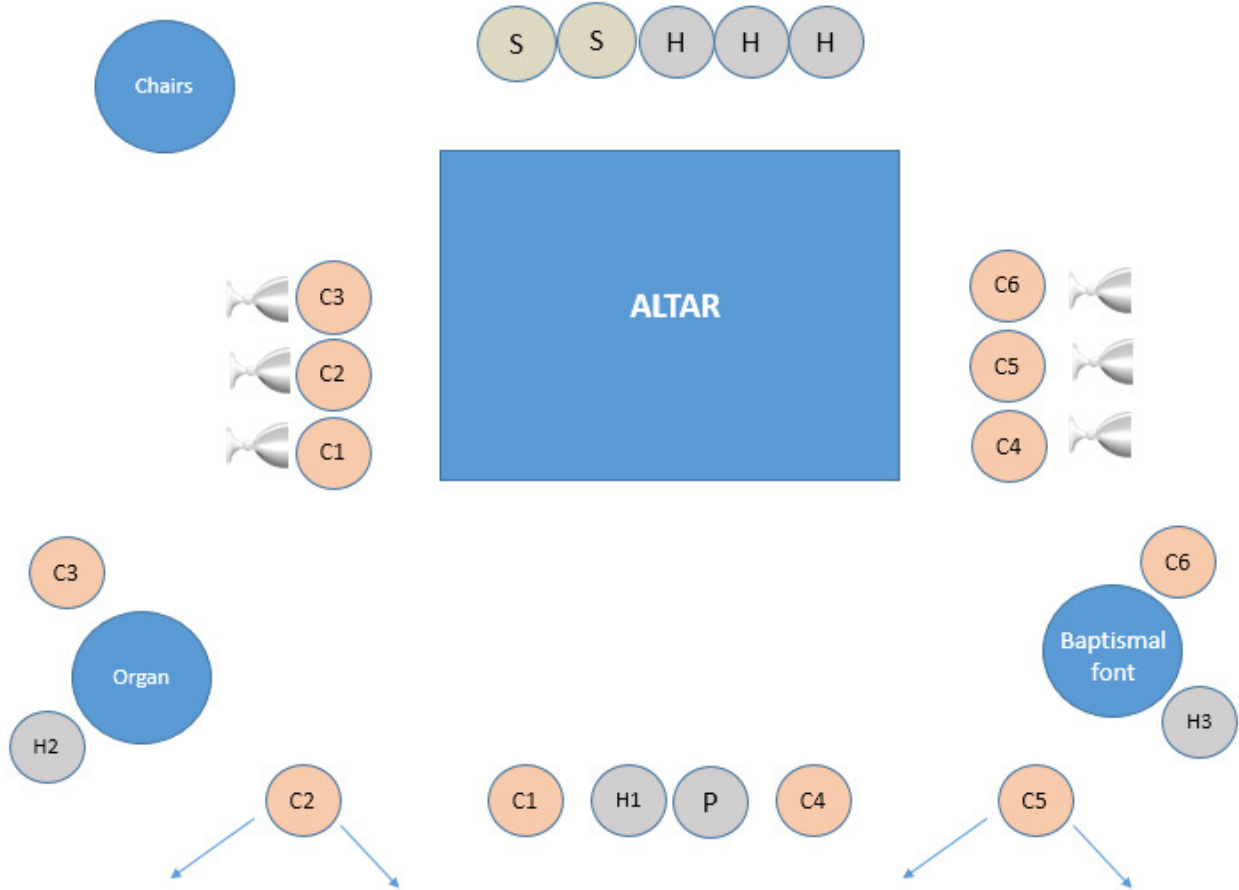 S S H H H
Chairs
ALTAR
C3
C6
C2
C5
C1
C4
C3
C6
Organ
Baptismal
font
H2
H3
C2
C1
H1
P
C4
C5